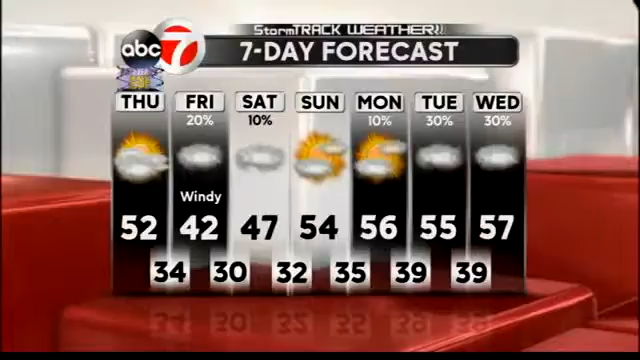 abc 7
StormTRACK WEATHER
7-DAY FORECAST
THU FRI SAT SUN MON TUE WED
20% 10% 10% 30% 30%
Windy
52 42 47 54 56 55 57
34 30 32 35 39 39